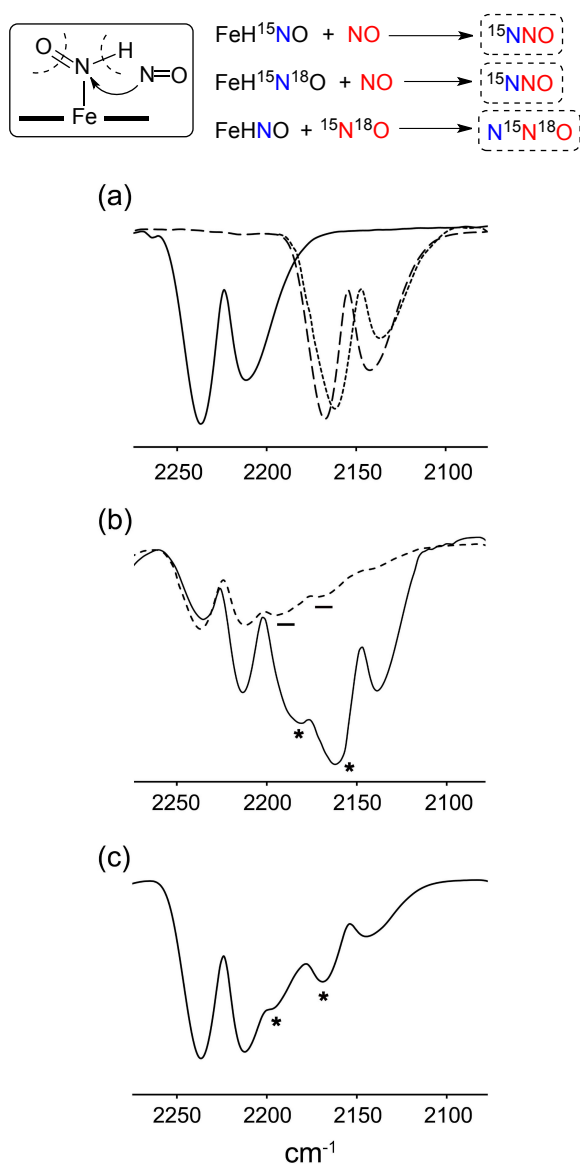 O N H N=O
Fe
FeH¹⁵NO + NO ¹⁵NNO
FeH¹⁵N¹⁸O + NO ¹⁵NNO
FeHNO + ¹⁵N¹⁸O N¹⁵N¹⁸O
(a)
2250 2200 2150 2100
(b)
* *
2250 2200 2150 2100
(c)
* *
2250 2200 2150 2100
cm⁻¹